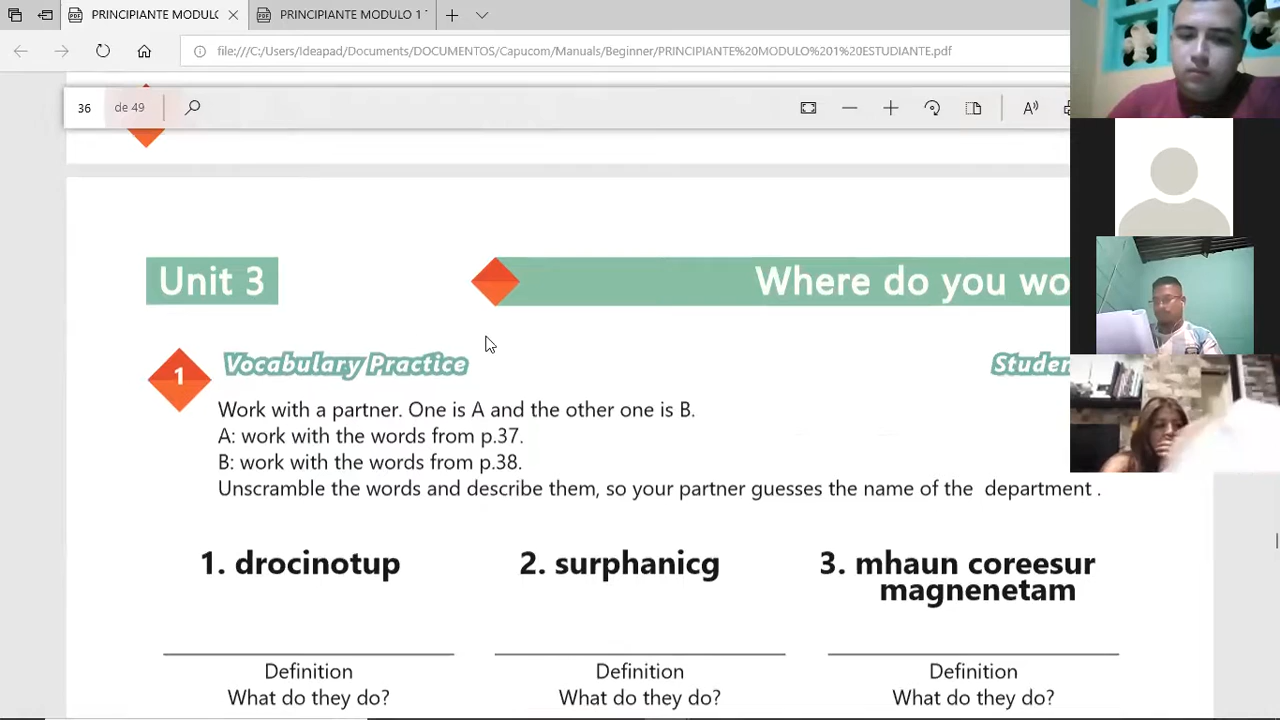 PRINCIPIANTE MODULO
PRINCIPIANTE MODULO 1
file:///C:/Users/Ideapad/Documents/DOCUMENTOS/Capucom/Manuals/Beginner/PRINCIPIANTE%20MODULO%201%20ESTUDIANTE.pdf
36 de 49
Unit 3
Where do you wo
1 Vocabulary Practice
Studen
Work with a partner. One is A and the other one is B.
A: work with the words from p.37.
B: work with the words from p.38.
Unscramble the words and describe them, so your partner guesses the name of the department .
1. drocinotup
2. surphanicg
3. mhaun coreesur
magnenetam
Definition
What do they do?
Definition
What do they do?
Definition
What do they do?